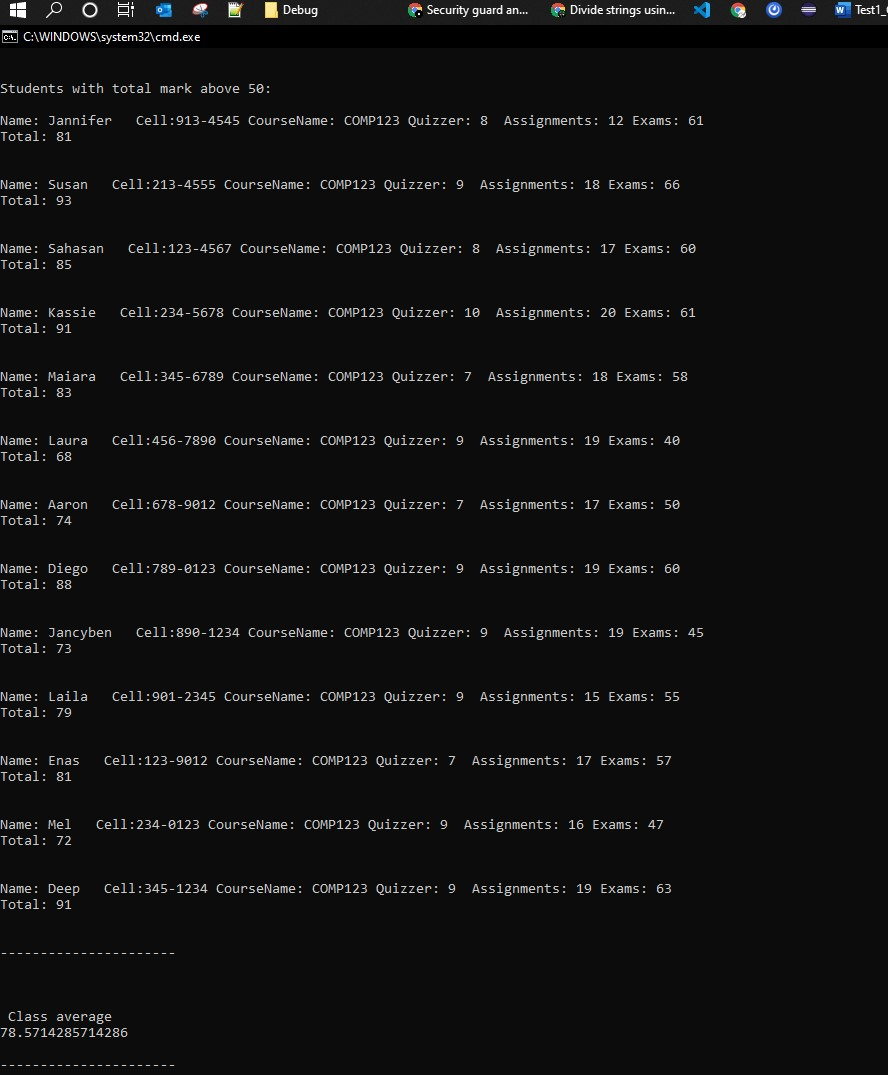 Debug
Security guard an...
Divide strings usin...
C:\WINDOWS\system32\cmd.exe
Students with total mark above 50:
Name: Jannifer   Cell:913-4545 CourseName: COMP123 Quizzer: 8  Assignments: 12 Exams: 61
Total: 81
Name: Susan   Cell:213-4555 CourseName: COMP123 Quizzer: 9  Assignments: 18 Exams: 66
Total: 93
Name: Sahasan   Cell:123-4567 CourseName: COMP123 Quizzer: 8  Assignments: 17 Exams: 60
Total: 85
Name: Kassie   Cell:234-5678 CourseName: COMP123 Quizzer: 10  Assignments: 20 Exams: 61
Total: 91
Name: Maiara   Cell:345-6789 CourseName: COMP123 Quizzer: 7  Assignments: 18 Exams: 58
Total: 83
Name: Laura   Cell:456-7890 CourseName: COMP123 Quizzer: 9  Assignments: 19 Exams: 40
Total: 68
Name: Aaron   Cell:678-9012 CourseName: COMP123 Quizzer: 7  Assignments: 17 Exams: 50
Total: 74
Name: Diego   Cell:789-0123 CourseName: COMP123 Quizzer: 9  Assignments: 19 Exams: 60
Total: 88
Name: Jancyben   Cell:890-1234 CourseName: COMP123 Quizzer: 9  Assignments: 19 Exams: 45
Total: 73
Name: Laila   Cell:901-2345 CourseName: COMP123 Quizzer: 9  Assignments: 15 Exams: 55
Total: 79
Name: Enas   Cell:123-9012 CourseName: COMP123 Quizzer: 7  Assignments: 17 Exams: 57
Total: 81
Name: Mel   Cell:234-0123 CourseName: COMP123 Quizzer: 9  Assignments: 16 Exams: 47
Total: 72
Name: Deep   Cell:345-1234 CourseName: COMP123 Quizzer: 9  Assignments: 19 Exams: 63
Total: 91
----------------------
Class average
78.5714285714286
----------------------